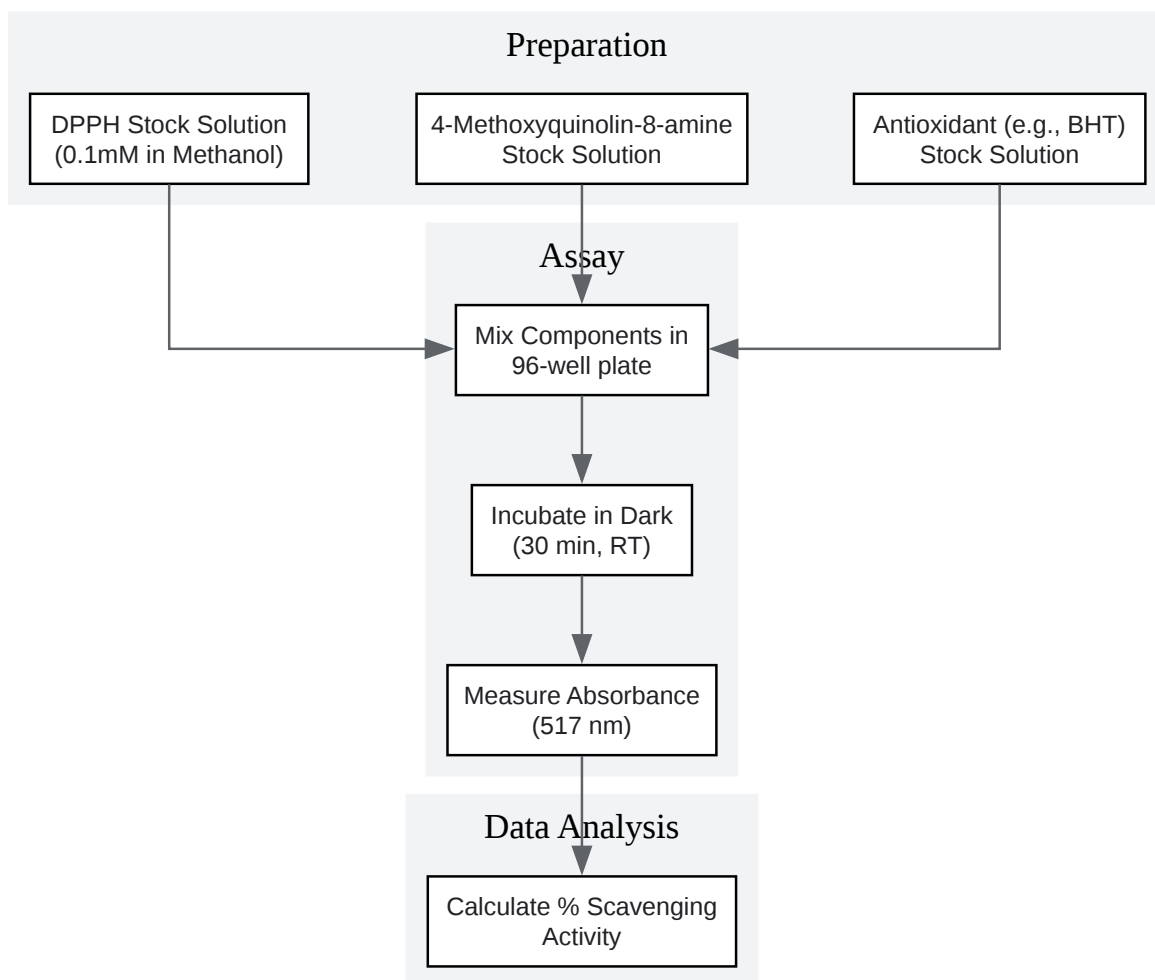 Preparation
DPPH Stock Solution
(0.1mM in Methanol)
4-Methoxyquinolin-8-amine
Stock Solution
Antioxidant (e.g., BHT)
Stock Solution
Assay
Mix Components in
96-well plate
Incubate in Dark
(30 min, RT)
Measure Absorbance
(517 nm)
Data Analysis
Calculate % Scavenging
Activity